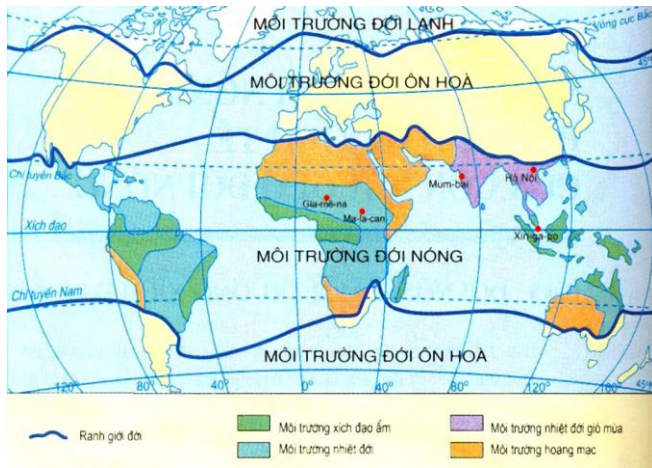 MÔI TRƯỜNG ĐỚI LẠNH
Vòng cực Bắc
45°
MÔI TRƯỜNG ĐỚI ÔN HOÀ
Chí tuyến Bắc
Mum-bai
Hà Nội
Gia-mê-na
Ma-la-can
Xích đạo
Xin-ga-po
MÔI TRƯỜNG ĐỚI NÓNG
Chí tuyến Nam
MÔI TRƯỜNG ĐỚI ÔN HOÀ
120° 80° 40° 0° 40° 80° 120° 160° 45°
Ranh giới đới
Môi trường xích đạo ẩm
Môi trường nhiệt đới gió mùa
Môi trường nhiệt đới
Môi trường hoang mạc